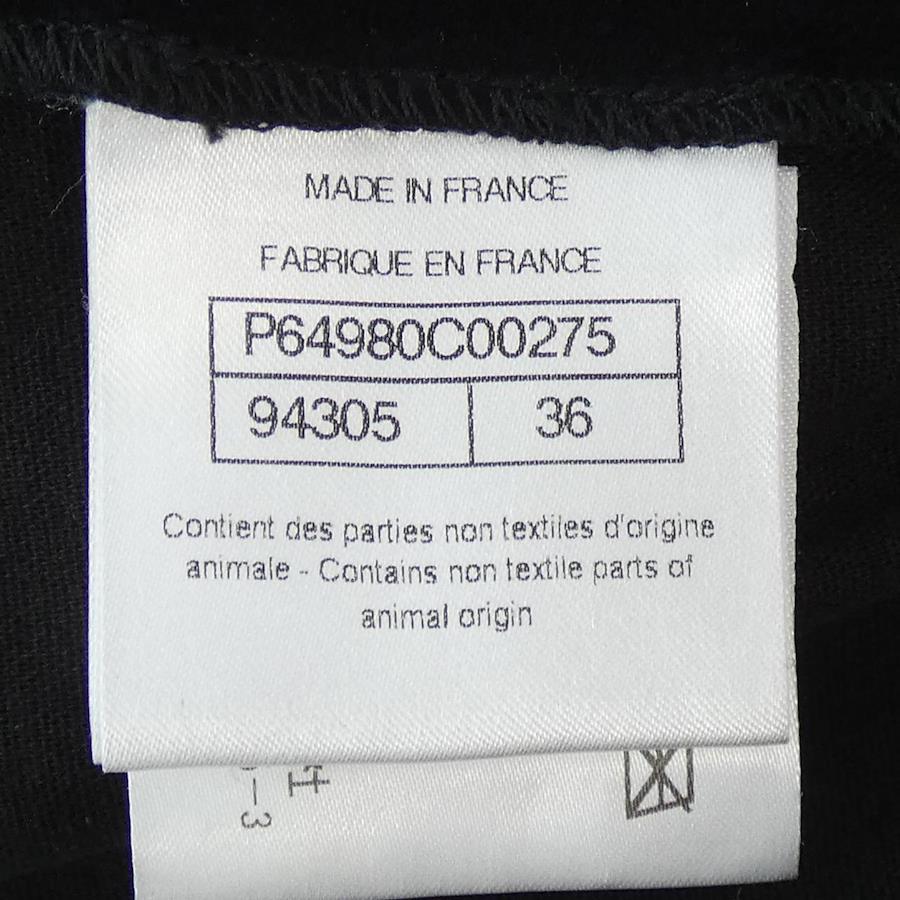 MADE IN FRANCE
FABRIQUE EN FRANCE
P64980C00275
94305 36
Contient des parties non textiles d'origine
animale - Contains non textile parts of
animal origin